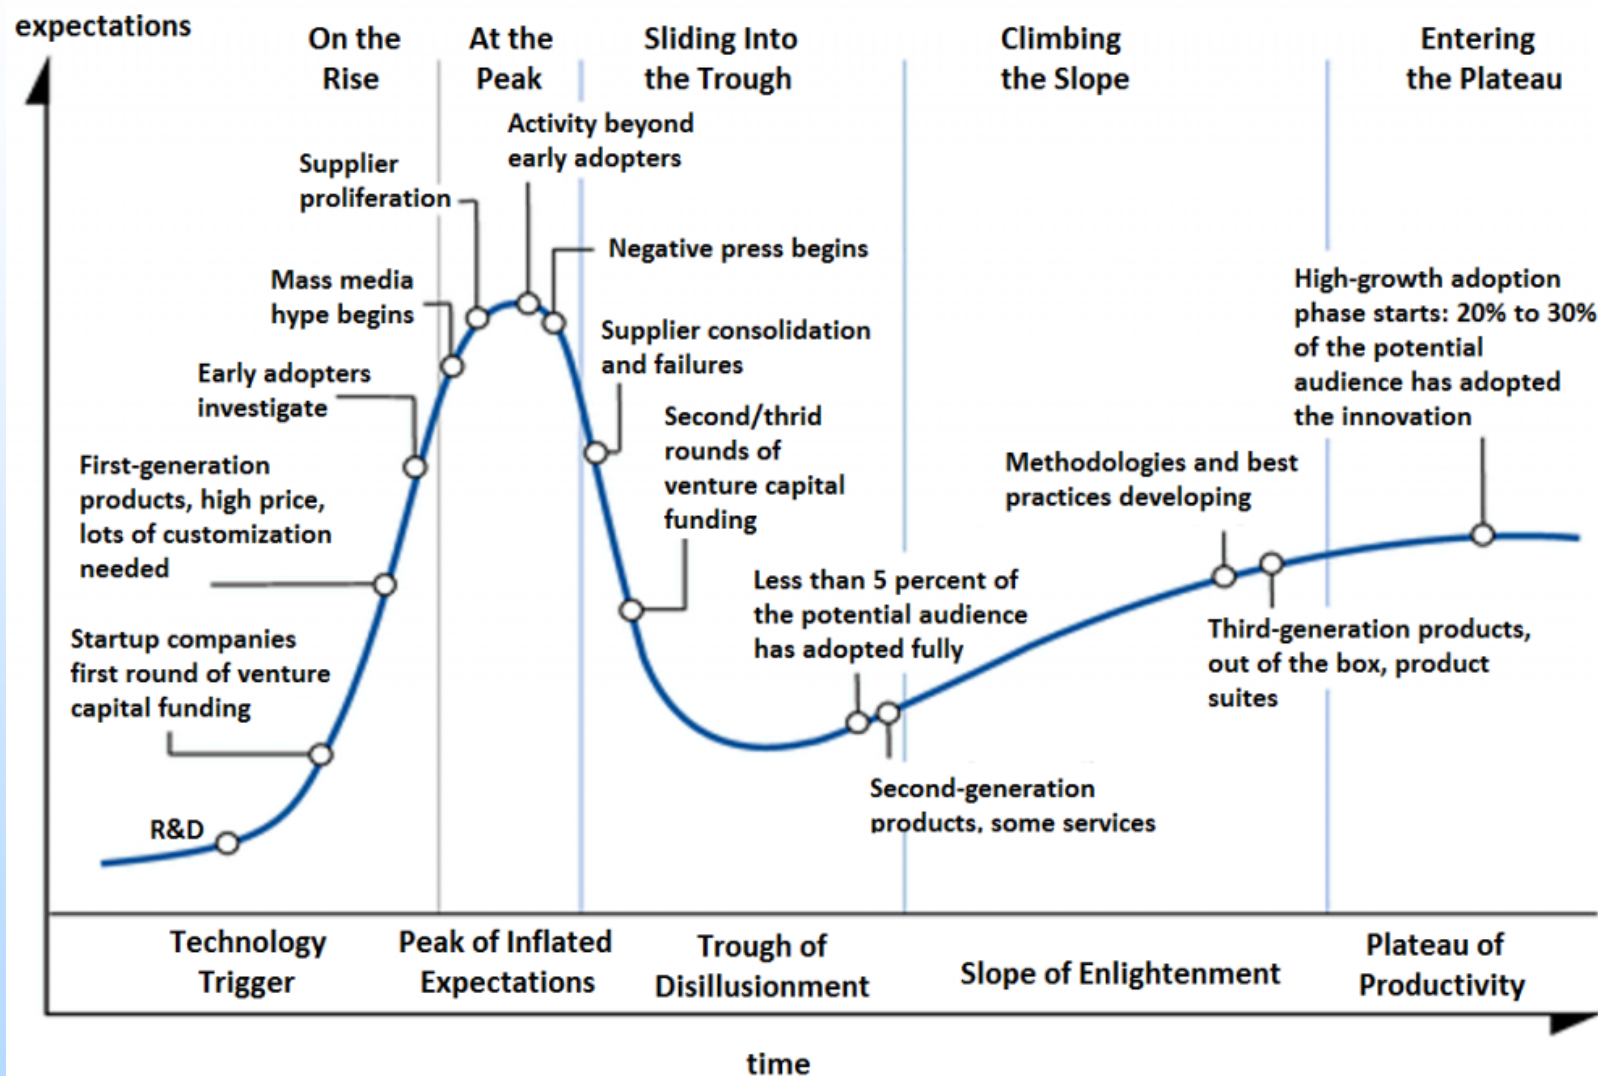 expectations
On the
Rise
At the
Peak
Sliding Into
the Trough
Climbing
the Slope
Entering
the Plateau
Activity beyond
early adopters
Supplier
proliferation
Negative press begins
Mass media
hype begins
High-growth adoption
phase starts: 20% to 30%
of the potential
audience has adopted
the innovation
Supplier consolidation
and failures
Early adopters
investigate
Second/thrid
rounds of
venture capital
funding
First-generation
products, high price,
lots of customization
needed
Methodologies and best
practices developing
Less than 5 percent of
the potential audience
has adopted fully
Startup companies
first round of venture
capital funding
Third-generation products,
out of the box, product
suites
Second-generation
products, some services
R&D
Technology
Trigger
Peak of Inflated
Expectations
Trough of
Disillusionment
Slope of Enlightenment
Plateau of
Productivity
time